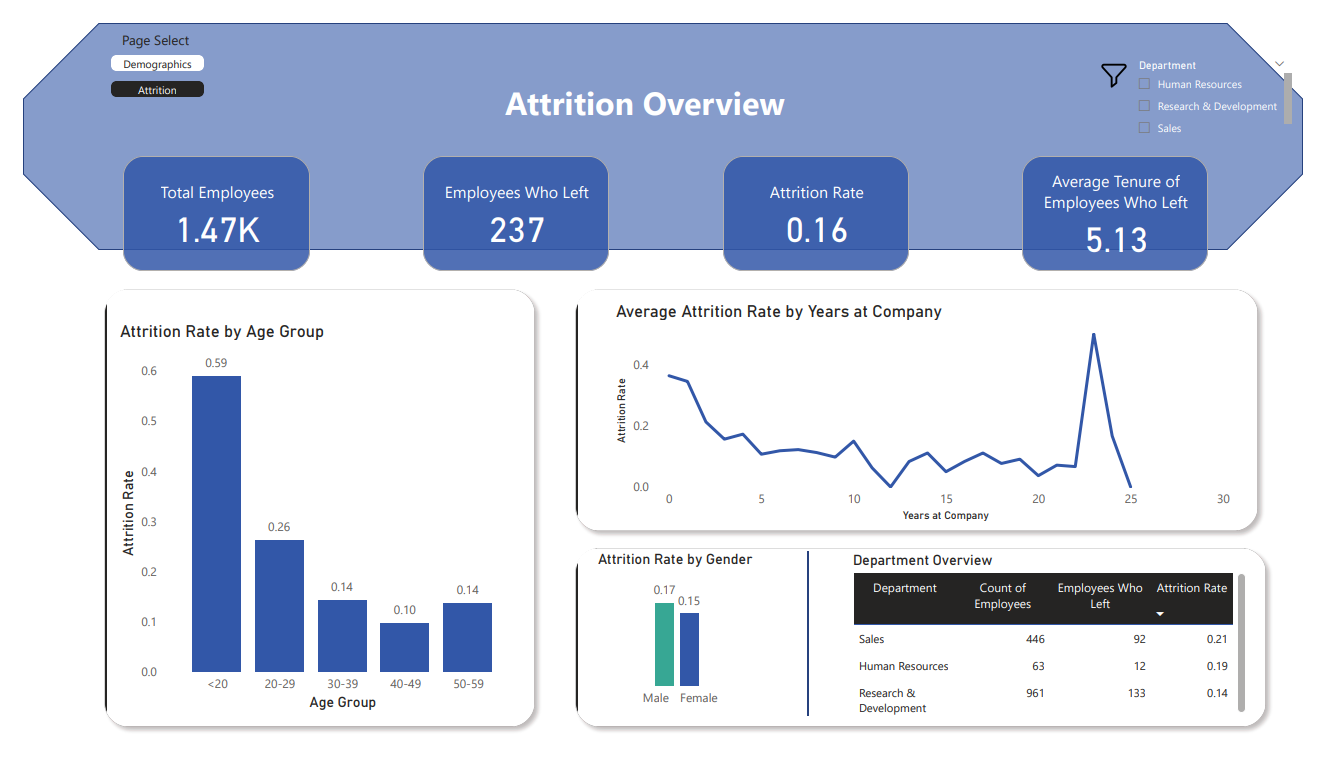 Page Select
Demographics
Attrition
Attrition Overview
Department
Human Resources
Research & Development
Sales
Total Employees
1.47K
Employees Who Left
237
Attrition Rate
0.16
Average Tenure of
Employees Who Left
5.13
Attrition Rate by Age Group
Attrition Rate
0.6
0.5
0.4
0.3
0.2
0.1
0.0
0.59
0.26
0.14
0.10
0.14
<20
20-29
30-39
40-49
50-59
Age Group
Average Attrition Rate by Years at Company
Attrition Rate
0.4
0.2
0.0
0
5
10
15
20
25
30
Years at Company
Attrition Rate by Gender
0.17
0.15
Male
Female
Department Overview
Department
Count of
Employees
Employees Who
Left
Attrition Rate
Sales 446 92 0.21
Human Resources 63 12 0.19
Research & 961 133 0.14
Development